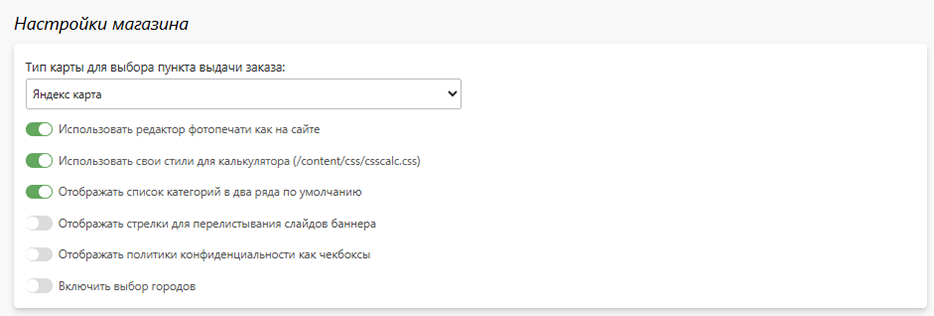 Настройки магазина
Тип карты для выбора пункта выдачи заказа:
Яндекс карта
Использовать редактор фотопечати как на сайте
Использовать свои стили для калькулятора (/content/css/csscalc.css)
Отображать список категорий в два ряда по умолчанию
Отображать стрелки для перелистывания слайдов баннера
Отображать политики конфиденциальности как чекбоксы
Включить выбор городов